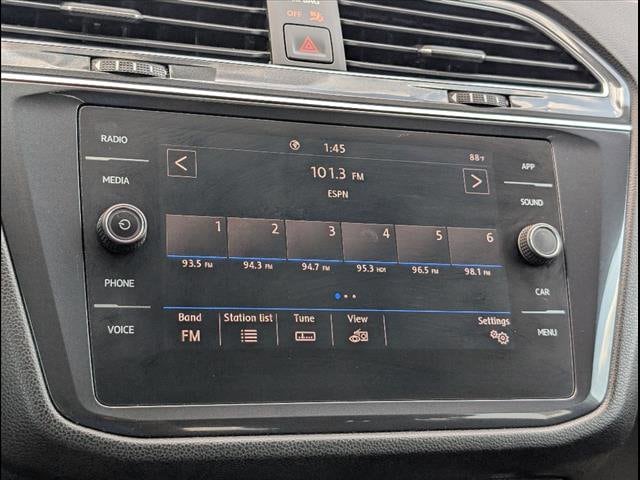 OFF
RADIO
MEDIA
PHONE
VOICE
1:45
88°F
101.3 FM
ESPN
1 2 3 4 5 6
93.5 FM 94.3 FM 94.7 FM 95.3 HD1 96.5 FM 98.1 FM
Band Station list Tune View Settings
FM
APP
SOUND
CAR
MENU